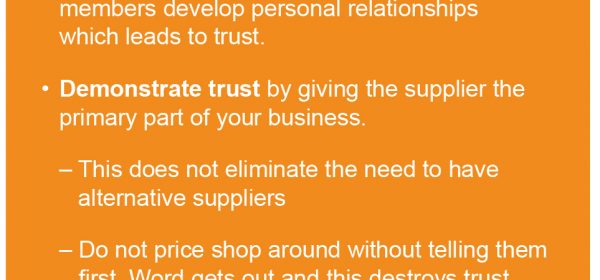 members develop personal relationships
which leads to trust.
• Demonstrate trust by giving the supplier the
primary part of your business.
– This does not eliminate the need to have
alternative suppliers
– Do not price shop around without telling them
first. Word gets out and this destroys trust